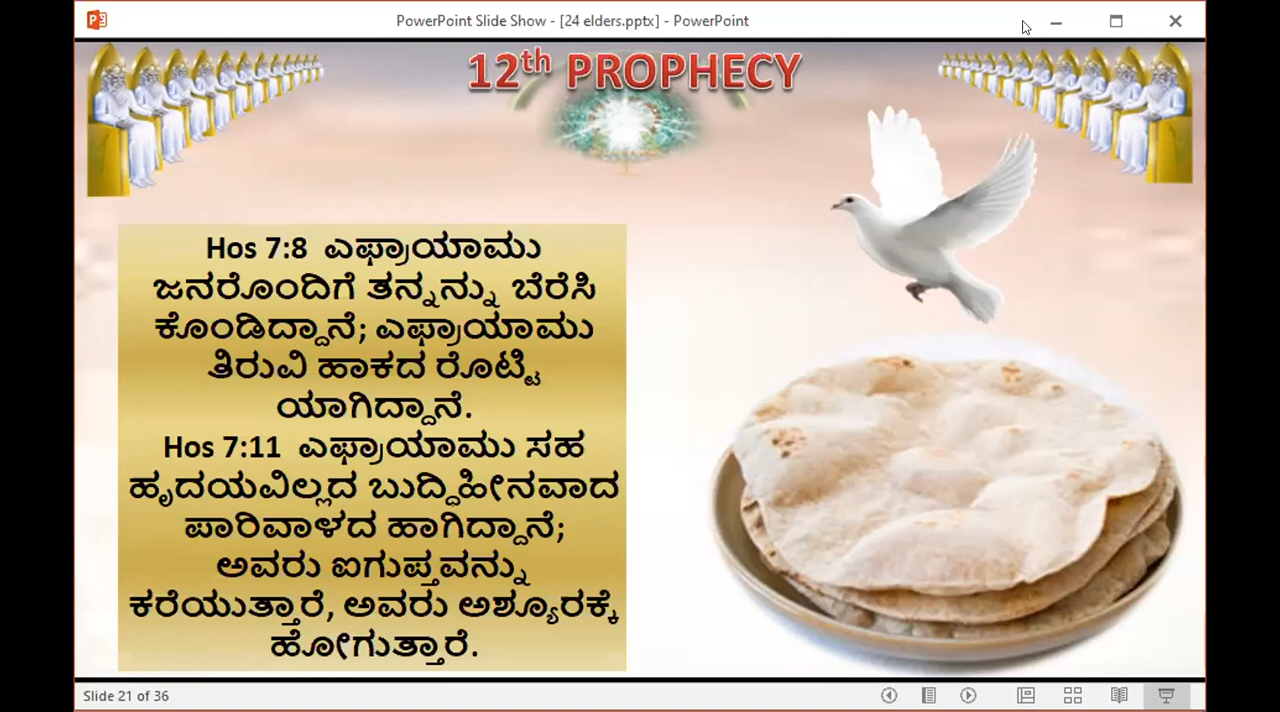 PowerPoint Slide Show - [24 elders.pptx] - PowerPoint
12th PROPHECY
Hos 7:8 ಎಫ್ರಾಯಾಮು
ಜನರೊಂದಿಗೆ ತನ್ನನ್ನು ಬೆರೆಸಿ
ಕೊಂಡಿದ್ದಾನೆ; ಎಫ್ರಾಯಾಮು
ತಿರುವಿ ಹಾಕದ ರೊಟ್ಟಿ
ಯಾಗಿದ್ದಾನೆ.
Hos 7:11 ಎಫ್ರಾಯಾಮು ಸಹ
ಹೃದಯವಿಲ್ಲದ ಬುದ್ಧಿಹೀನವಾದ
ಪಾರಿವಾಳದ ಹಾಗಿದ್ದಾನೆ;
ಅವರು ಐಗುಪ್ತವನ್ನು
ಕರೆಯುತ್ತಾರೆ, ಅವರು ಅಶ್ಯೂರಕ್ಕೆ
ಹೋಗುತ್ತಾರೆ.
Slide 21 of 36